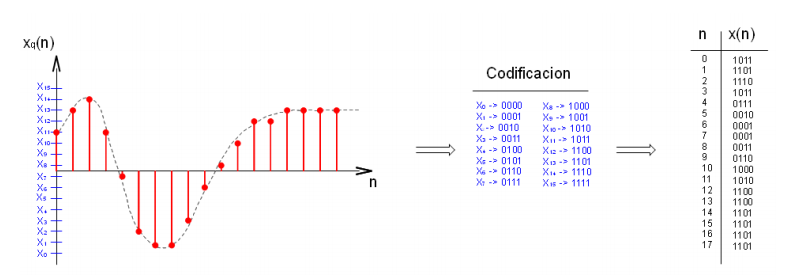 Xq(n)
X₁₅
X₁₄
X₁₃
X₁₂
X₁₁
X₁₀
X₉
X₈
X₇
X₆
X₅
X₄
X₃
X₂
X₁
X₀
n
Codificacion
X₀ -> 0000 X₈ -> 1000
X₁ -> 0001 X₉ -> 1001
-> 0010 X₁₀ -> 1010
X₃ -> 0011 X₁₁ -> 1011
X₄ -> 0100 X₁₂ -> 1100
X₅ -> 0101 X₁₃ -> 1101
X₆ -> 0110 X₁₄ -> 1110
X₇ -> 0111 X₁₅ -> 1111
n x(n)
0 1011
1 1101
2 1110
3 1011
4 0111
5 0010
6 0001
7 0001
8 0011
9 0110
10 1000
11 1010
12 1100
13 1100
14 1101
15 1101
16 1101
17 1101